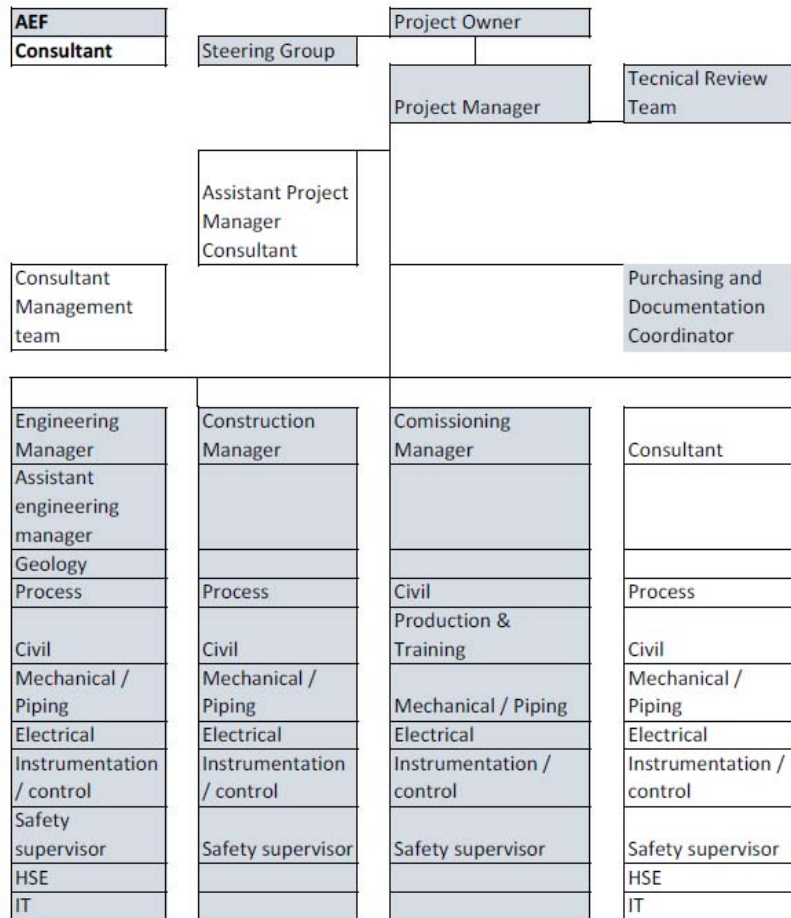 AEF
Project Owner
Consultant
Steering Group
Project Manager
Tecnical Review
Team
Assistant Project
Manager
Consultant
Consultant
Management
team
Purchasing and
Documentation
Coordinator
Engineering
Manager
Construction
Manager
Comissioning
Manager
Consultant
Assistant
engineering
manager
Geology
Process
Process
Civil
Process
Civil
Civil
Production &
Training
Civil
Mechanical /
Piping
Mechanical /
Piping
Mechanical / Piping
Mechanical /
Piping
Electrical
Electrical
Electrical
Electrical
Instrumentation
/ control
Instrumentation
/ control
Instrumentation /
control
Instrumentation /
control
Safety
supervisor
Safety supervisor
Safety supervisor
Safety supervisor
HSE
HSE
IT
IT